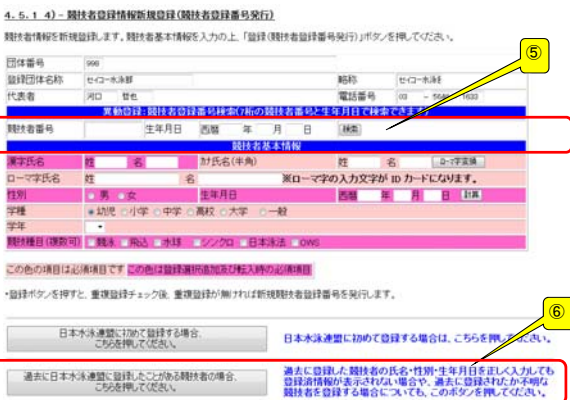 4.5.1 4) - 競技者登録情報新規登録(競技者登録番号発行)
競技者情報を新規登録します。競技者基本情報を入力の上、「登録(競技者登録番号発行)」ボタンを押してください。
⑤
団体番号 998
登録団体名称 セイコー水泳部 略称 セイコー水泳
代表者 河口 哲也 電話番号 03 - 5646 - 1633
異動登録:競技者登録番号検索(7桁の競技者番号と生年月日で検索できます)
競技者番号 生年月日 西暦 年 月 日 検索
競技者基本情報
漢字氏名 姓 名 カナ氏名(半角) 姓 名 ローマ字変換
ローマ字氏名 姓 名 ※ローマ字の入力文字が ID カードになります。
性別 男 女 生年月日 西暦 年 月 日 計算
学種 幼児 小学 中学 高校 大学 一般
学年
競技種目(複数可) 競泳 飛込 水球 シンクロ 日本泳法 OWS
この色の項目は必須項目です この色は登録選択追加及び転入時の必須項目
・登録ボタンを押すと、重複登録チェック後、重複登録が無ければ新規競技者登録番号を発行します。
⑥
日本水泳連盟に初めて登録する場合、
こちらを押してください。
日本水泳連盟に初めて登録する場合は、こちらを押してください。
過去に日本水泳連盟に登録したことがある競技者の場合、
こちらを押してください。
過去に登録した競技者の氏名・性別・生年月日を正しく入力しても
登録済情報が表示されない場合や、過去に登録されたか不明な
競技者を登録する場合についても、このボタンを押してください。